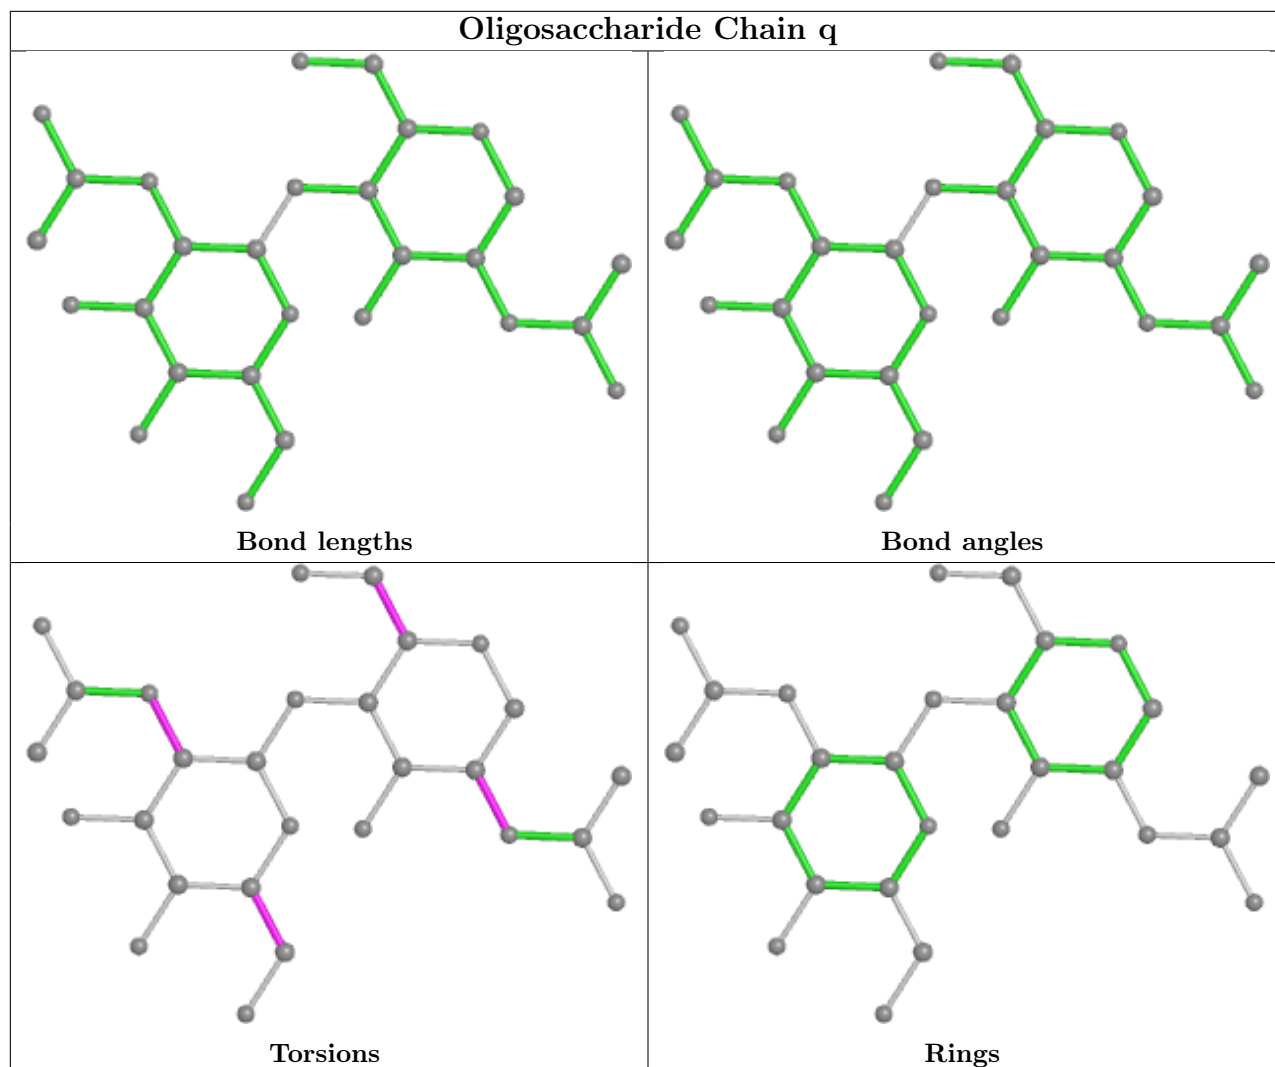 Oligosaccharide Chain q
Bond lengths
Bond angles
Torsions
Rings